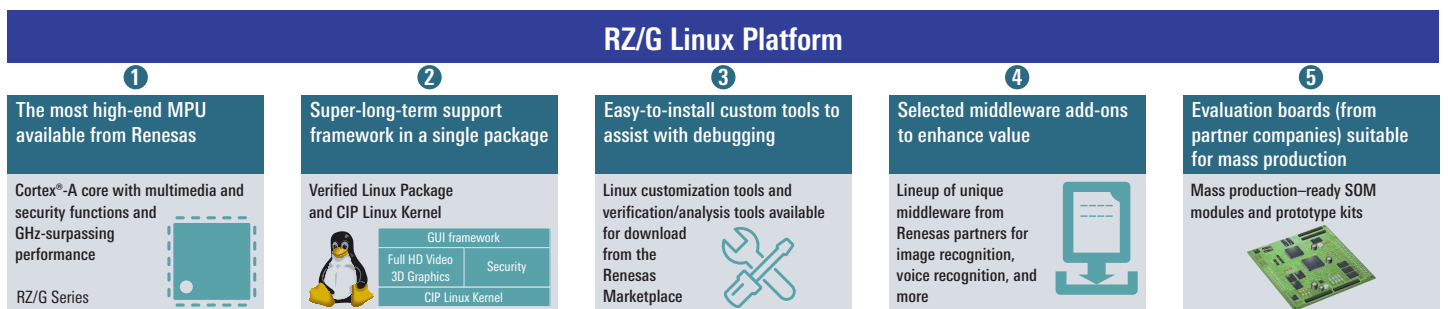 RZ/G Linux Platform
1
The most high-end MPU
available from Renesas
Cortex®-A core with multimedia and
security functions and
GHz-surpassing
performance
RZ/G Series
2
Super-long-term support
framework in a single package
Verified Linux Package
and CIP Linux Kernel
GUI framework
Full HD Video
3D Graphics
Security
CIP Linux Kernel
3
Easy-to-install custom tools to
assist with debugging
Linux customization tools and
verification/analysis tools available
for download
from the
Renesas
Marketplace
4
Selected middleware add-ons
to enhance value
Lineup of unique
middleware from
Renesas partners for
image recognition,
voice recognition, and
more
5
Evaluation boards (from
partner companies) suitable
for mass production
Mass production–ready SOM
modules and prototype kits